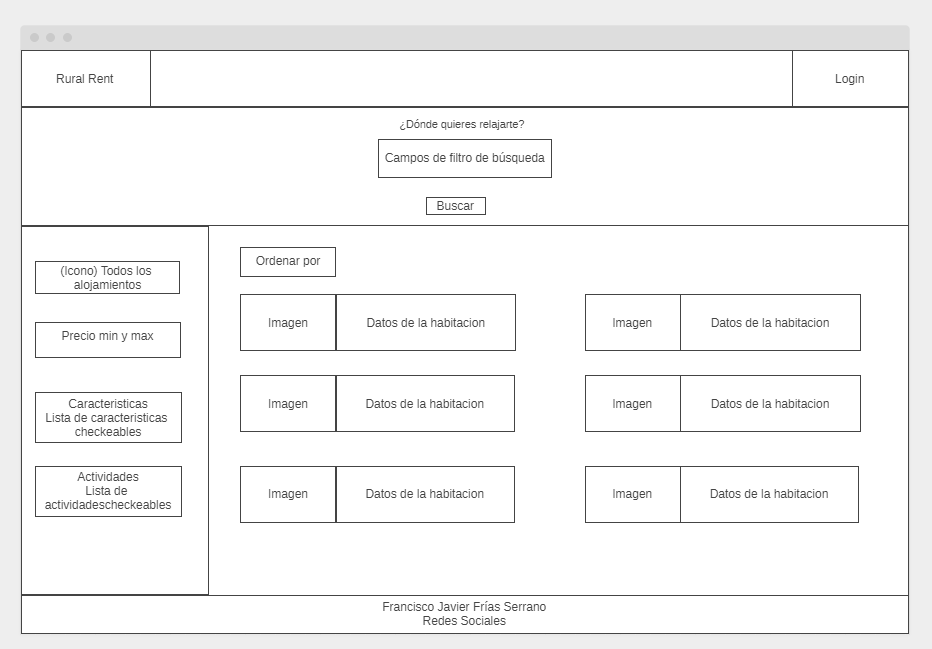 Rural Rent
Login
¿Dónde quieres relajarte?
Campos de filtro de búsqueda
Buscar
(Icono) Todos los
alojamientos
Precio min y max
Caracteristicas
Lista de caracteristicas
checkeables
Actividades
Lista de
actividadescheckeables
Ordenar por
Imagen
Datos de la habitacion
Imagen
Datos de la habitacion
Imagen
Datos de la habitacion
Imagen
Datos de la habitacion
Imagen
Datos de la habitacion
Imagen
Datos de la habitacion
Francisco Javier Frías Serrano
Redes Sociales